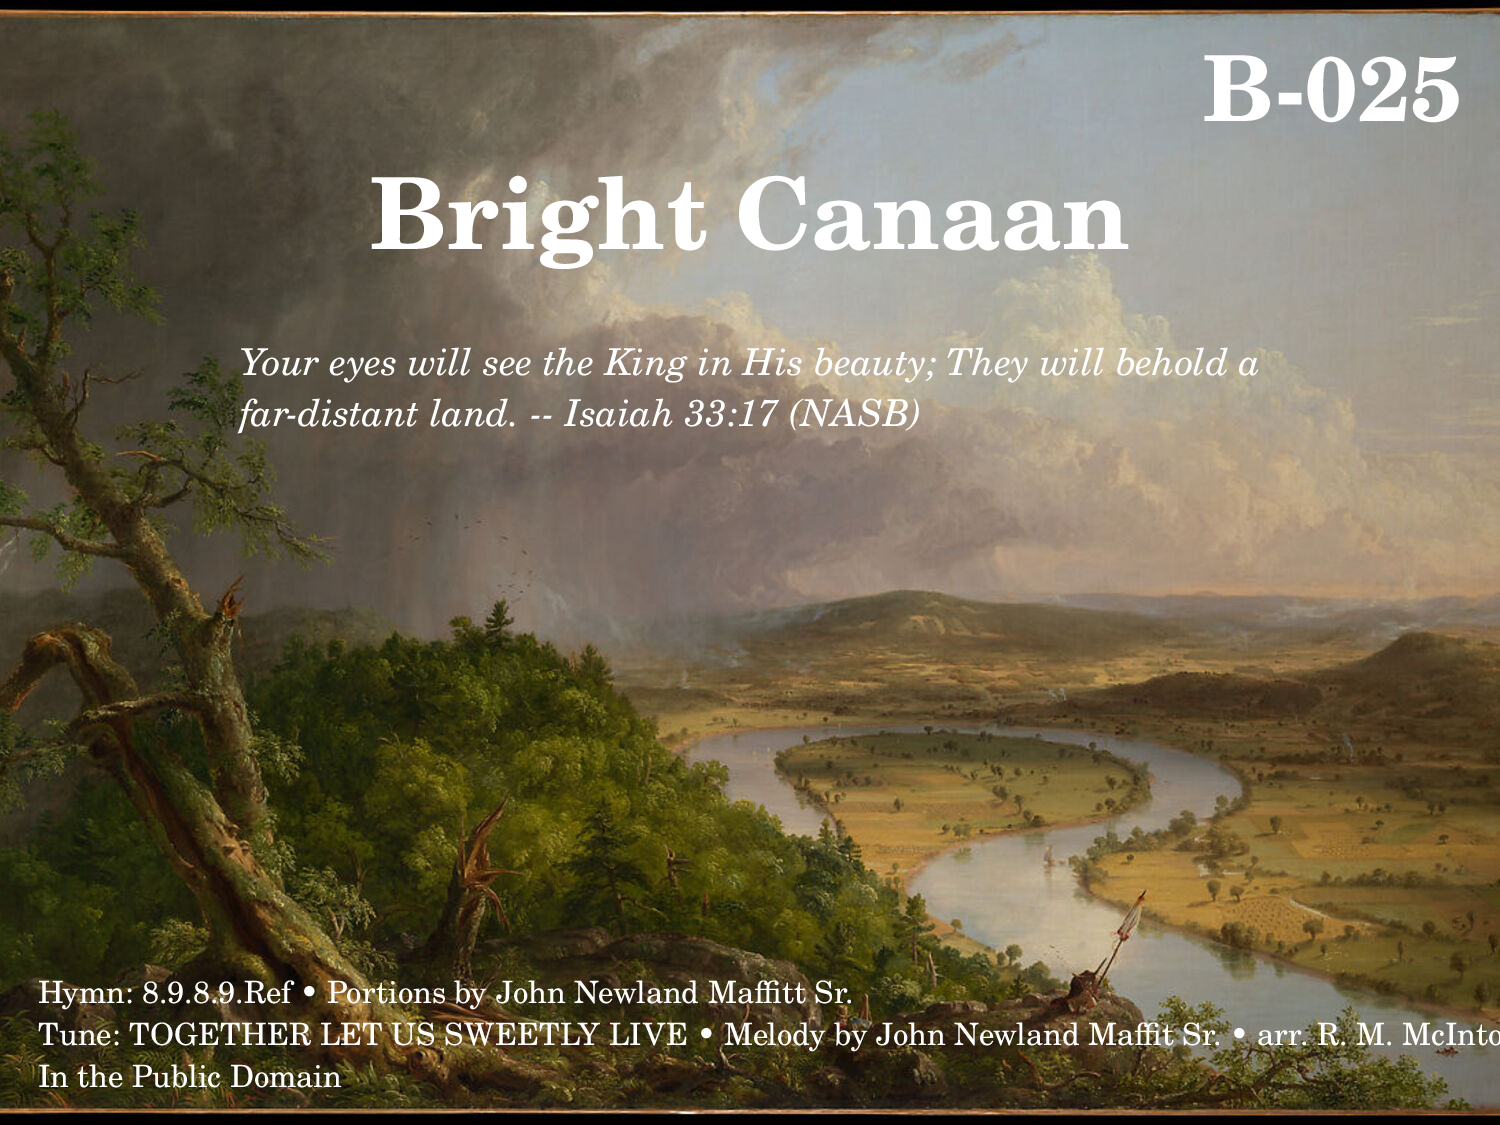 B-025
Bright Canaan
Your eyes will see the King in His beauty; They will behold a
far-distant land. -- Isaiah 33:17 (NASB)
Hymn: 8.9.8.9.Ref • Portions by John Newland Maffitt Sr.
Tune: TOGETHER LET US SWEETLY LIVE • Melody by John Newland Maffit Sr. • arr. R. M. McInto
In the Public Domain